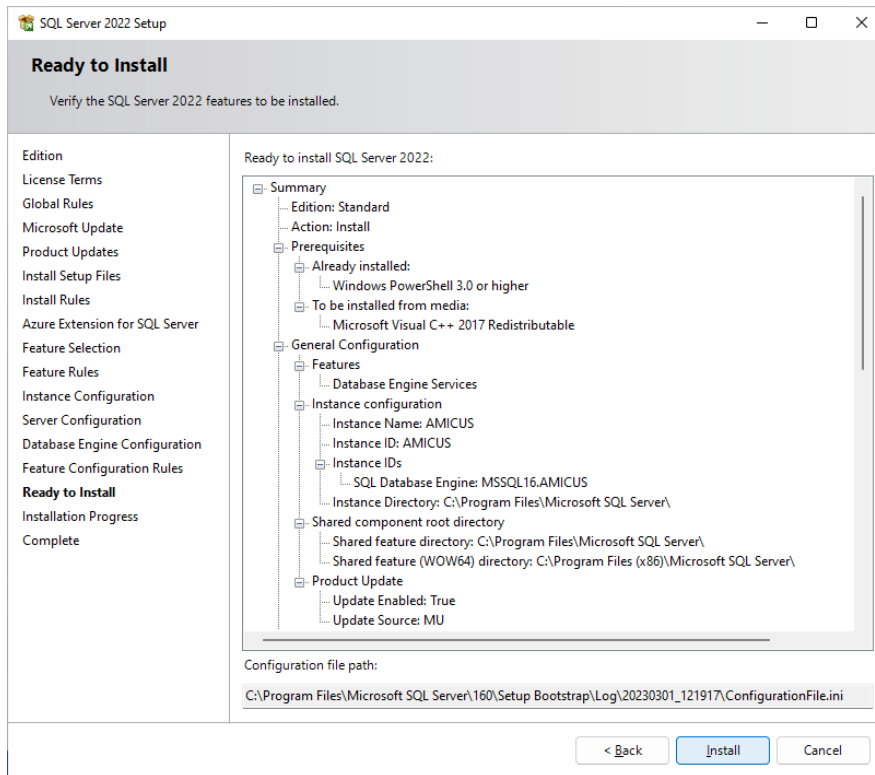 SQL Server 2022 Setup
Ready to Install
Verify the SQL Server 2022 features to be installed.
Edition
License Terms
Global Rules
Microsoft Update
Product Updates
Install Setup Files
Install Rules
Azure Extension for SQL Server
Feature Selection
Feature Rules
Instance Configuration
Server Configuration
Database Engine Configuration
Feature Configuration Rules
Ready to Install
Installation Progress
Complete
Ready to install SQL Server 2022:
Summary
Edition: Standard
Action: Install
Prerequisites
Already installed:
Windows PowerShell 3.0 or higher
To be installed from media:
Microsoft Visual C++ 2017 Redistributable
General Configuration
Features
Database Engine Services
Instance configuration
Instance Name: AMICUS
Instance ID: AMICUS
Instance IDs
SQL Database Engine: MSSQL16.AMICUS
Instance Directory: C:\Program Files\Microsoft SQL Server\
Shared component root directory
Shared feature directory: C:\Program Files\Microsoft SQL Server\
Shared feature (WOW64) directory: C:\Program Files (x86)\Microsoft SQL Server\
Product Update
Update Enabled: True
Update Source: MU
Configuration file path:
C:\Program Files\Microsoft SQL Server\160\Setup Bootstrap\Log\20230301_121917\ConfigurationFile.ini
< Back Install Cancel